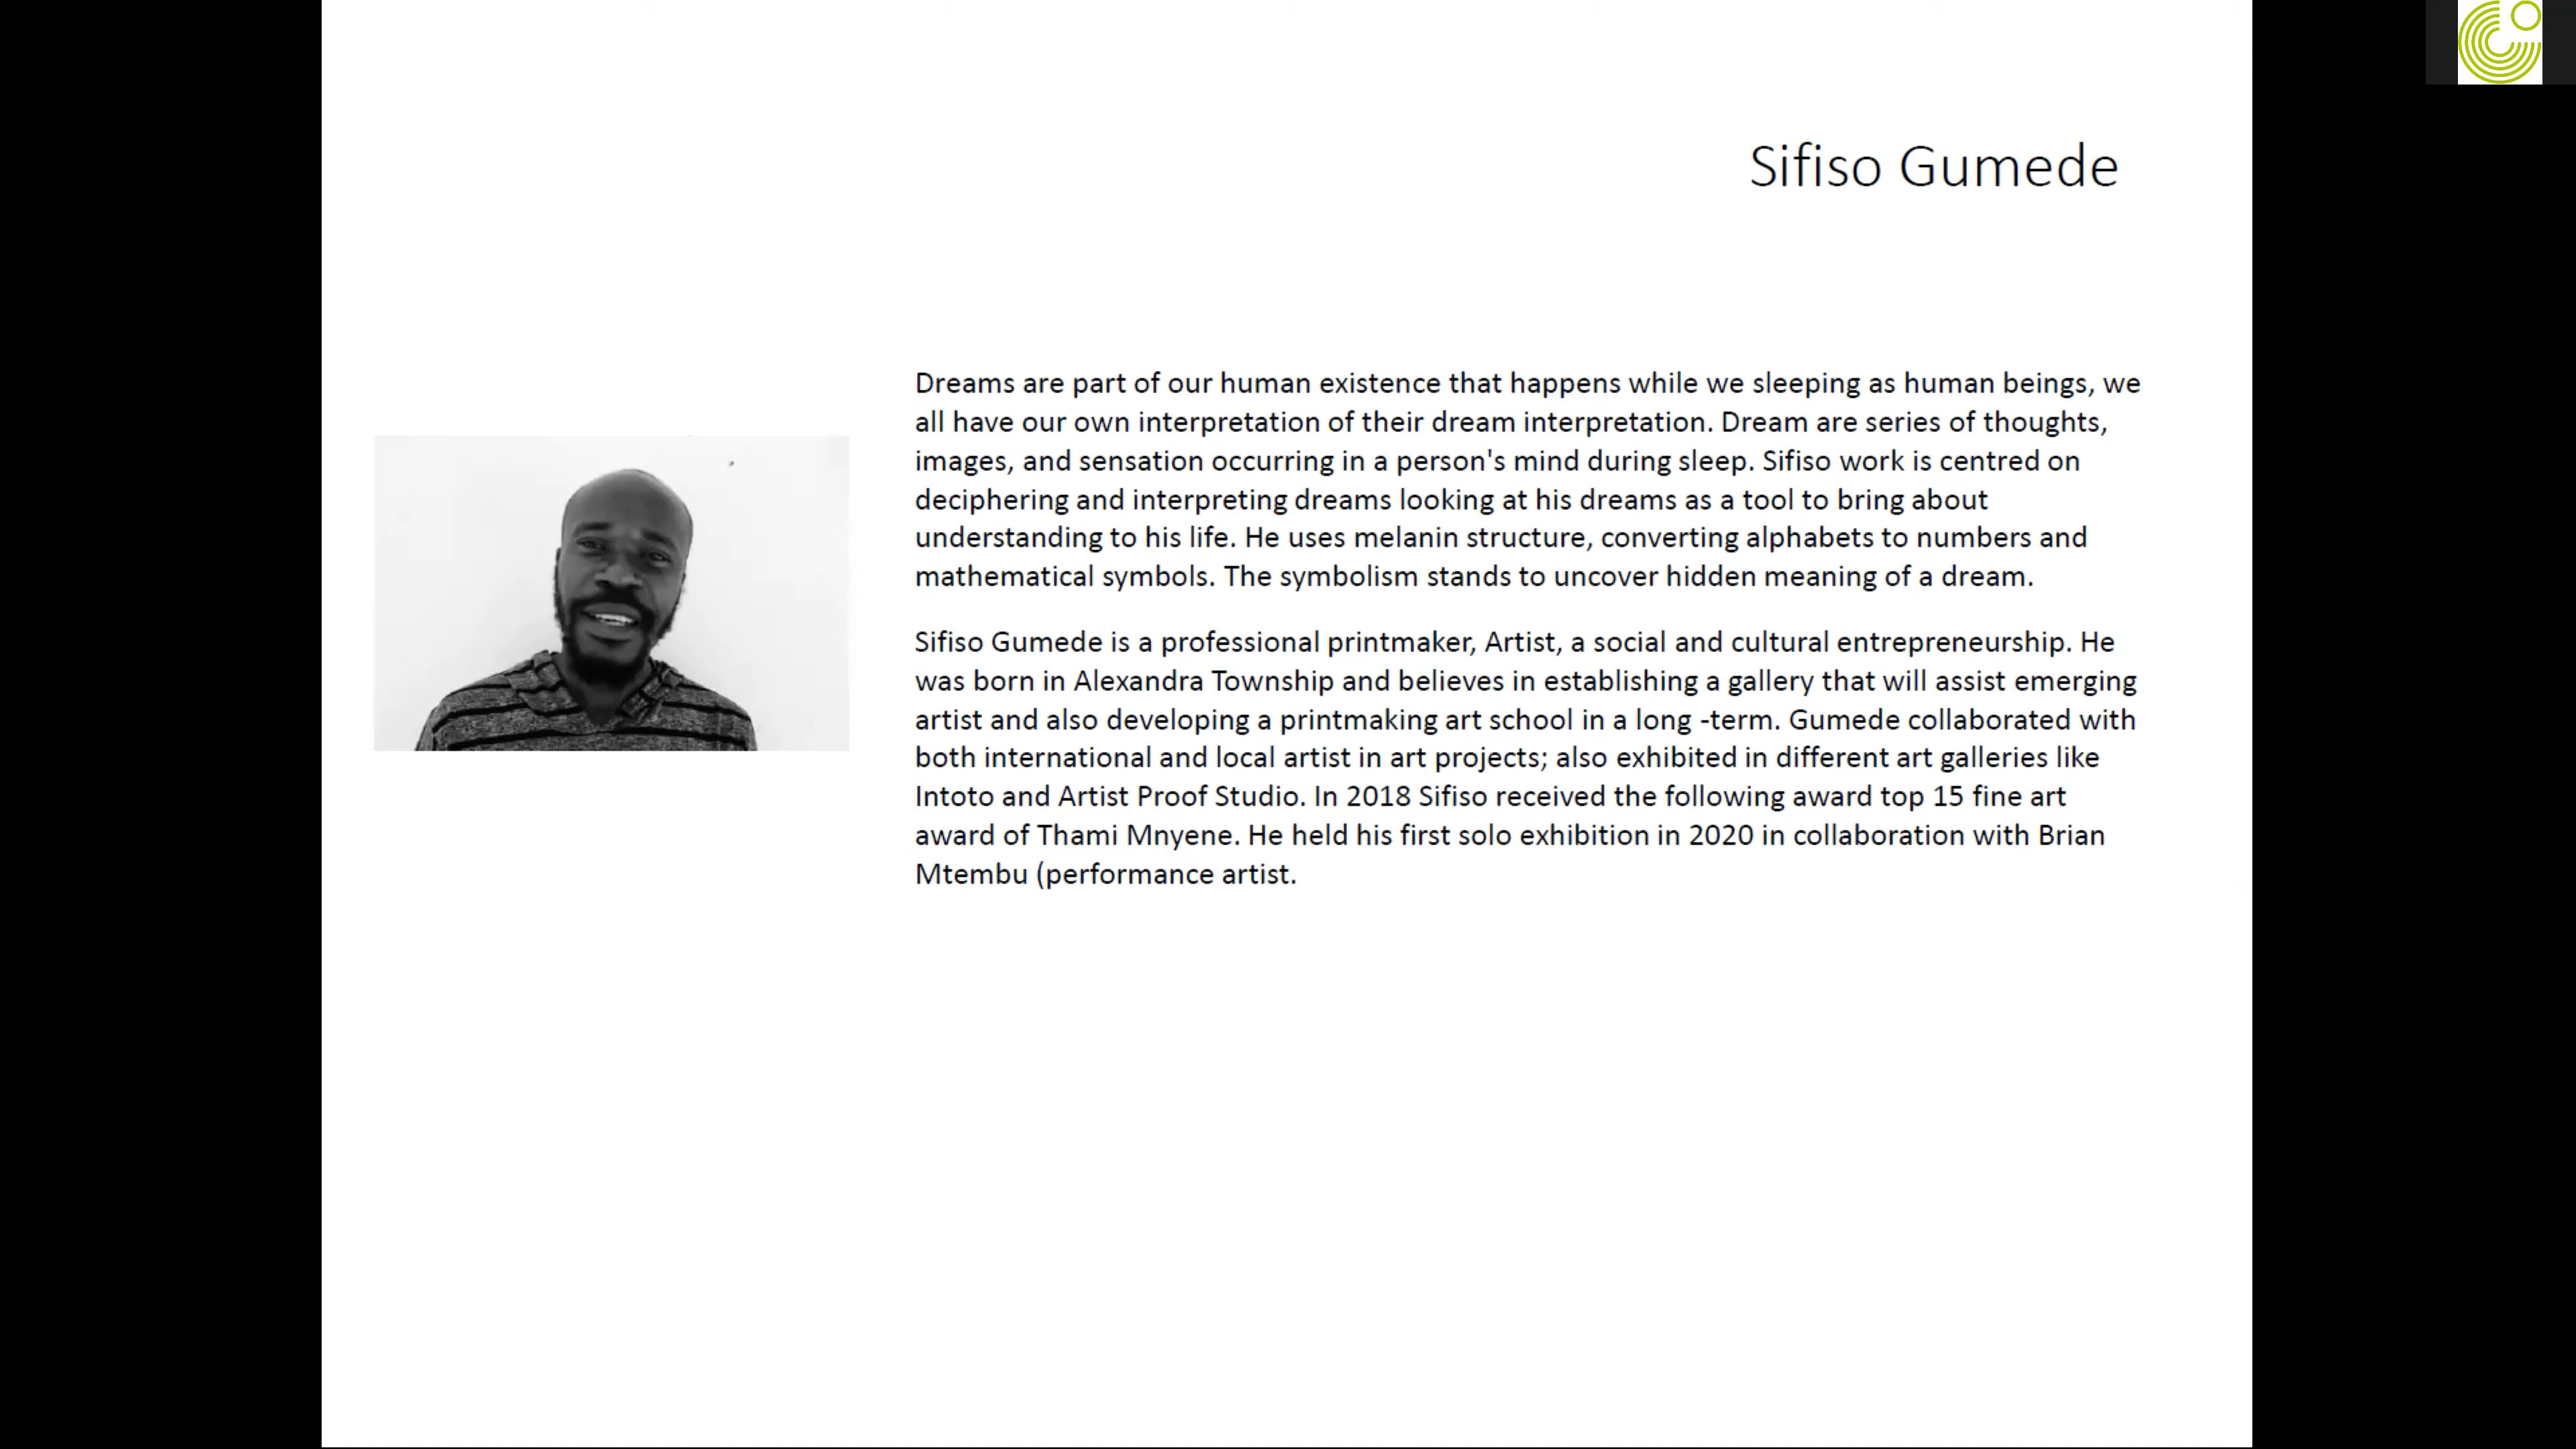 Sifiso Gumede
Dreams are part of our human existence that happens while we sleeping as human beings, we
all have our own interpretation of their dream interpretation. Dream are series of thoughts,
images, and sensation occurring in a person's mind during sleep. Sifiso work is centred on
deciphering and interpreting dreams looking at his dreams as a tool to bring about
understanding to his life. He uses melanin structure, converting alphabets to numbers and
mathematical symbols. The symbolism stands to uncover hidden meaning of a dream.
Sifiso Gumede is a professional printmaker, Artist, a social and cultural entrepreneurship. He
was born in Alexandra Township and believes in establishing a gallery that will assist emerging
artist and also developing a printmaking art school in a long -term. Gumede collaborated with
both international and local artist in art projects; also exhibited in different art galleries like
Intoto and Artist Proof Studio. In 2018 Sifiso received the following award top 15 fine art
award of Thami Mnyene. He held his first solo exhibition in 2020 in collaboration with Brian
Mtembu (performance artist.